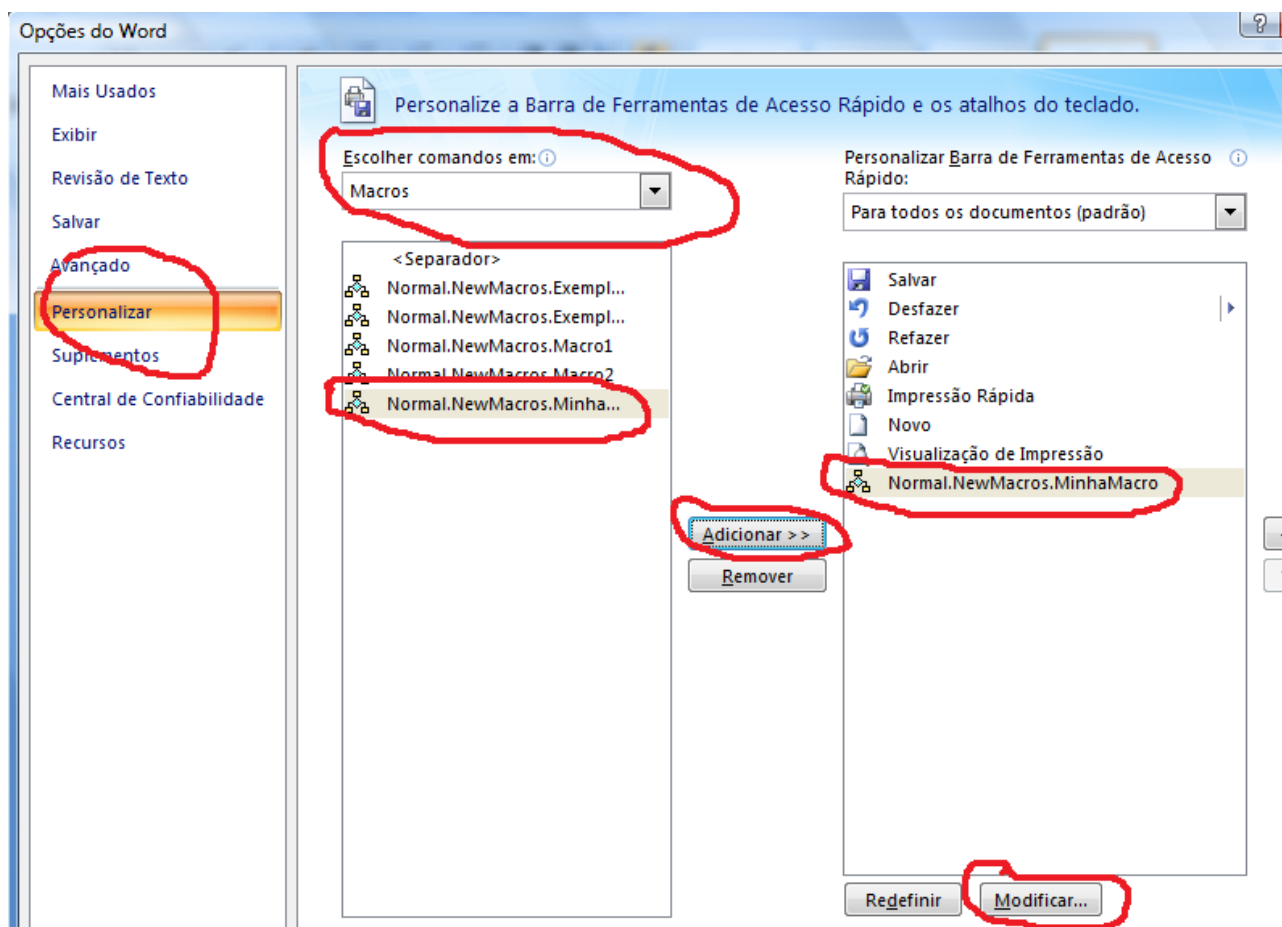 Opções do Word
Mais Usados
Exibir
Revisão de Texto
Salvar
Avançado
Personalizar
Suplementos
Central de Confiabilidade
Recursos
Personalize a Barra de Ferramentas de Acesso Rápido e os atalhos do teclado.
Escolher comandos em:
Macros
<Separador>
Normal.NewMacros.Exempl...
Normal.NewMacros.Exempl...
Normal.NewMacros.Macro1
Normal.NewMacros.Macro2
Normal.NewMacros.Minha...
Adicionar >>
Remover
Personalizar Barra de Ferramentas de Acesso
Rápido:
Para todos os documentos (padrão)
Salvar
Desfazer
Refazer
Abrir
Impressão Rápida
Novo
Visualização de Impressão
Normal.NewMacros.MinhaMacro
Redefinir
Modificar...